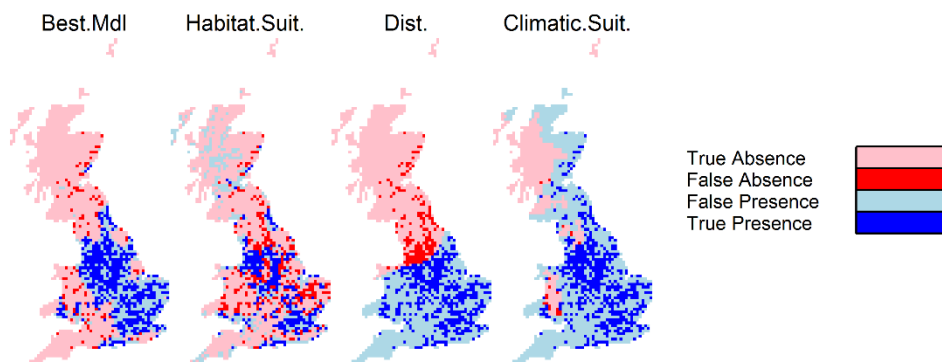 Best.Mdl Habitat.Suit. Dist. Climatic.Suit.
True Absence
False Absence
False Presence
True Presence